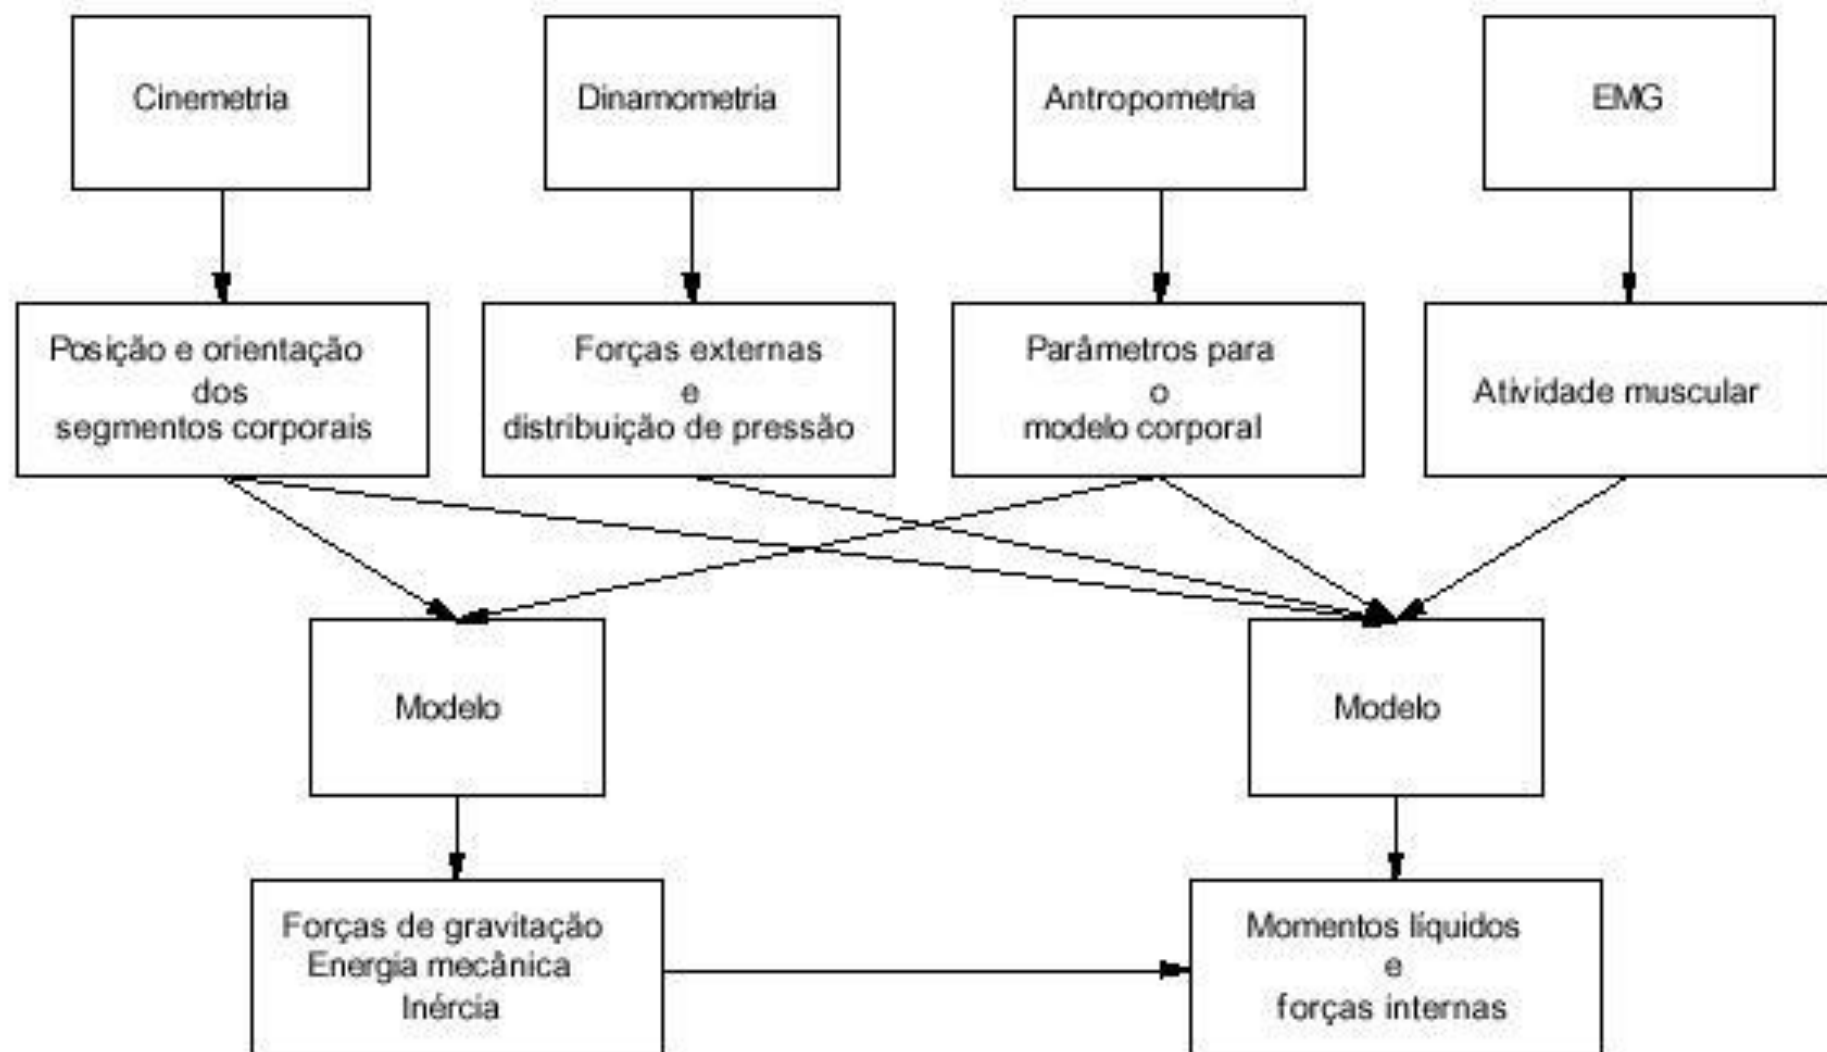 Cinemetria
Dinamometria
Antropometria
EMG
Posição e orientação
dos
segmentos corporais
Forças externas
e
distribuição de pressão
Parâmetros para
o
modelo corporal
Atividade muscular
Modelo
Modelo
Forças de gravitação
Energia mecânica
Inércia
Momentos líquidos
e
forças internas